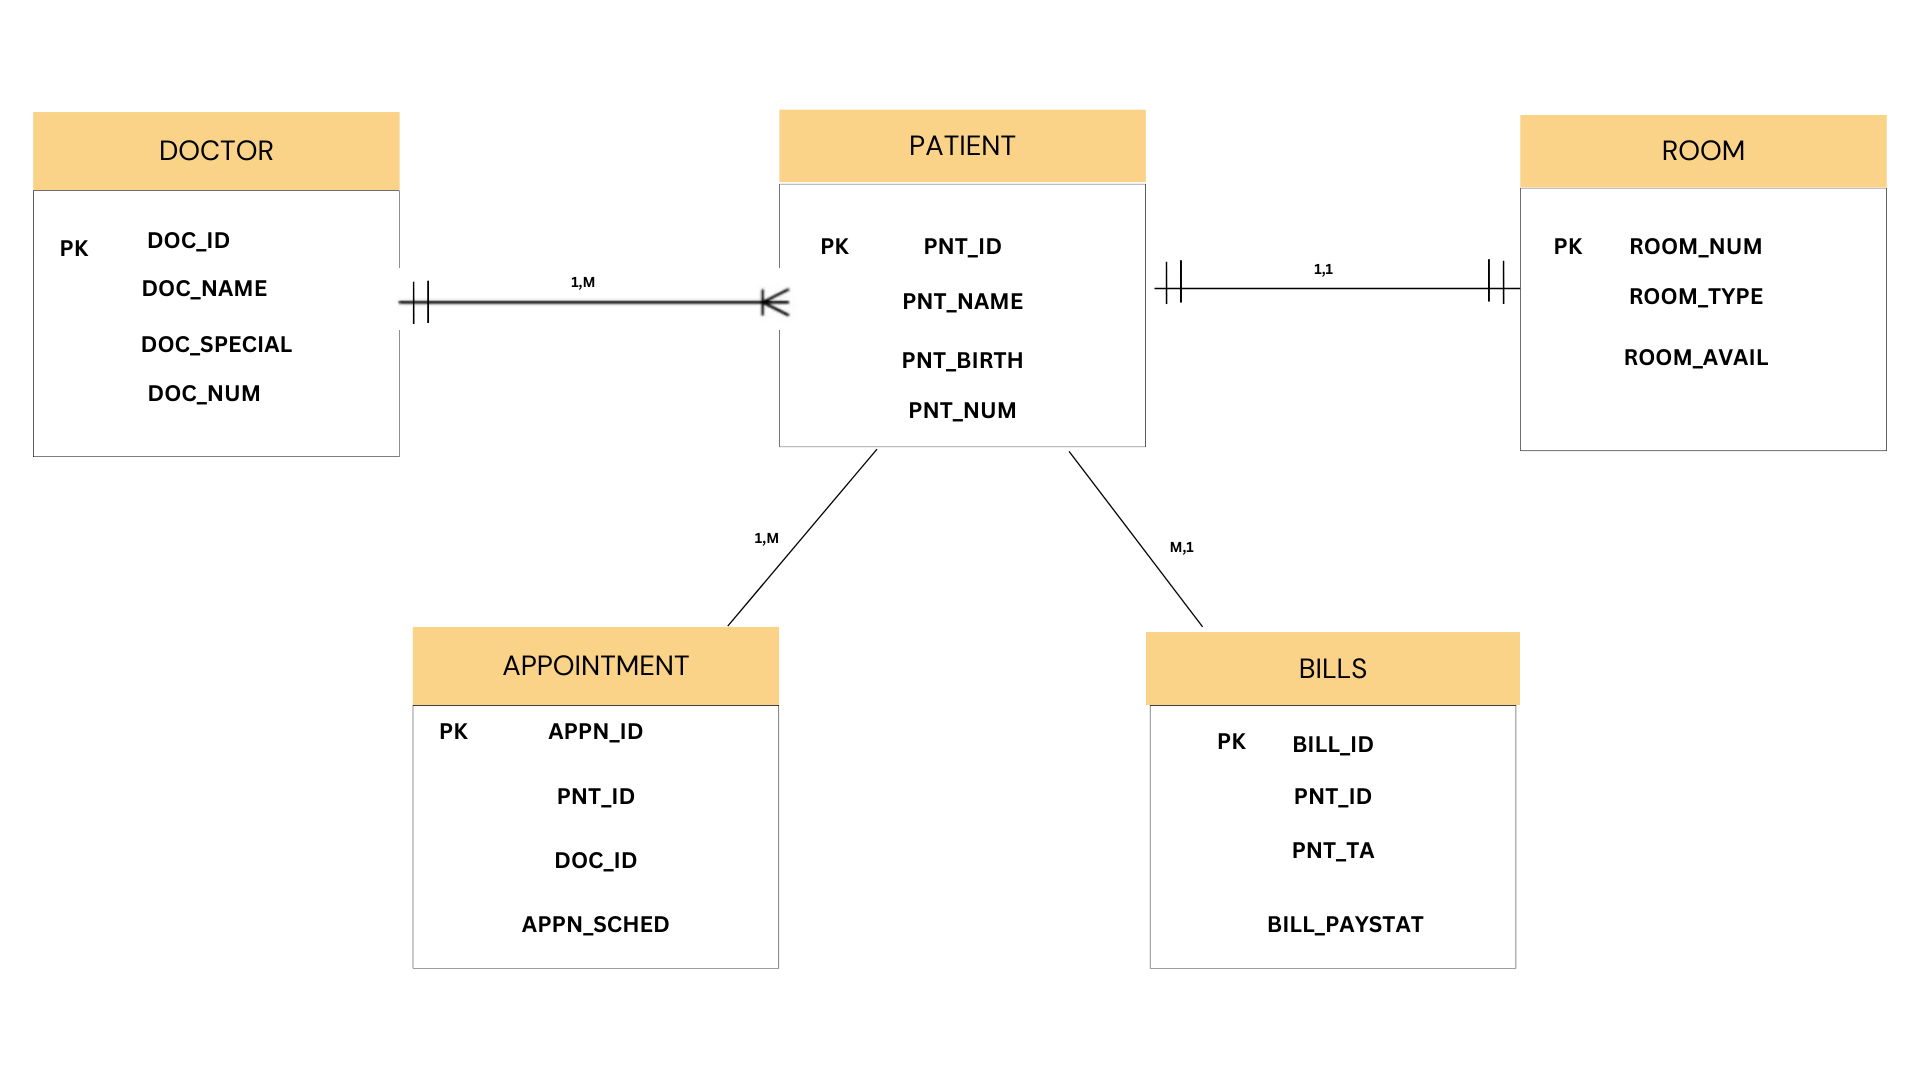 DOCTOR
PK
DOC_ID
DOC_NAME
DOC_SPECIAL
DOC_NUM
1,M
PATIENT
PK
PNT_ID
PNT_NAME
PNT_BIRTH
PNT_NUM
1,1
ROOM
PK
ROOM_NUM
ROOM_TYPE
ROOM_AVAIL
1,M
M,1
APPOINTMENT
PK
APPN_ID
PNT_ID
DOC_ID
APPN_SCHED
BILLS
PK
BILL_ID
PNT_ID
PNT_TA
BILL_PAYSTAT